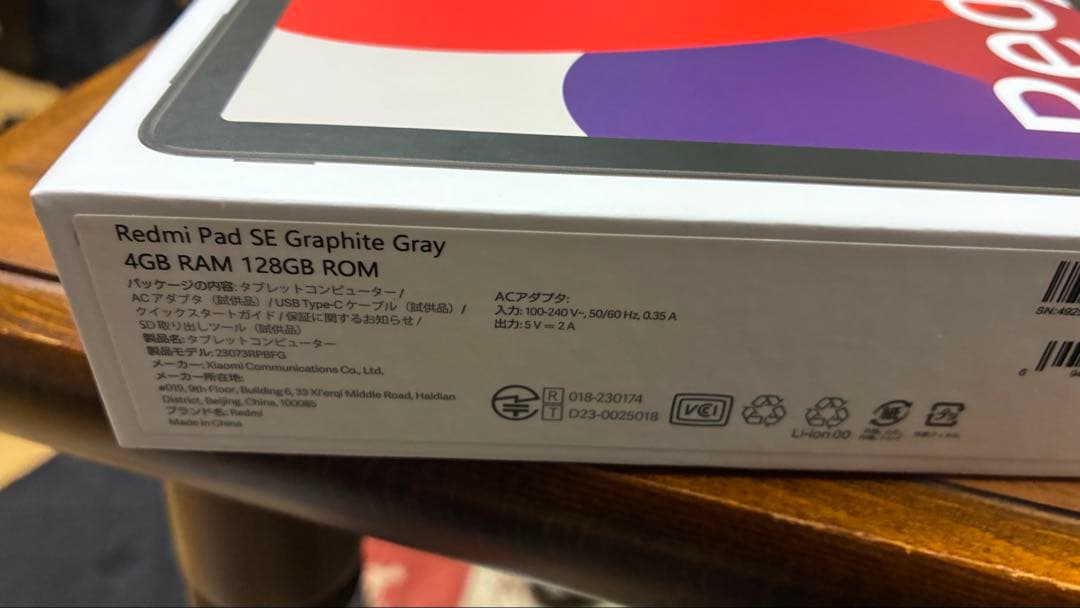 Redmi Pad SE Graphite Gray
4GB RAM 128GB ROM
パッケージの内容: タブレットコンピューター /
ACアダプタ（試供品）/ USB Type-C ケーブル（試供品）/
クイックスタートガイド / 保証に関するお知らせ /
SD取り出しツール（試供品）
製品名: タブレットコンピューター
製品モデル: 23073RPBFG
メーカー: Xiaomi Communications Co., Ltd.
メーカー所在地:
#019, 9th Floor, Building 6, 33 Xi'erqi Middle Road, Haidian
District, Beijing, China, 100085
ブランド名: Redmi
Made in China
ACアダプタ:
入力: 100-240 V~, 50/60 Hz, 0.35 A
出力: 5 V ⎓ 2 A
R 018-230174
T D23-0025018
VCCI
Li-ion 00
紙
プラ